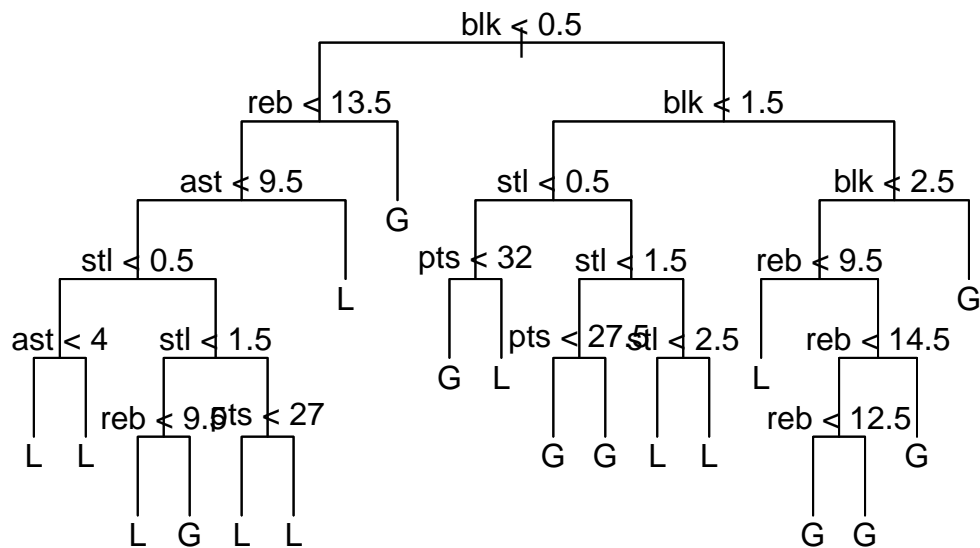 blk < 0.5
reb < 13.5
blk < 1.5
ast < 9.5
stl < 0.5
blk < 2.5
G
stl < 0.5
pts < 32
stl < 1.5
reb < 9.5
L
G
ast < 4
stl < 1.5
pts < 27.5
stl < 2.5
reb < 14.5
G
L
L
reb < 9.5
pts < 27
reb < 12.5
L
L
G
G
L
L
G
L
G
L
L
G
G